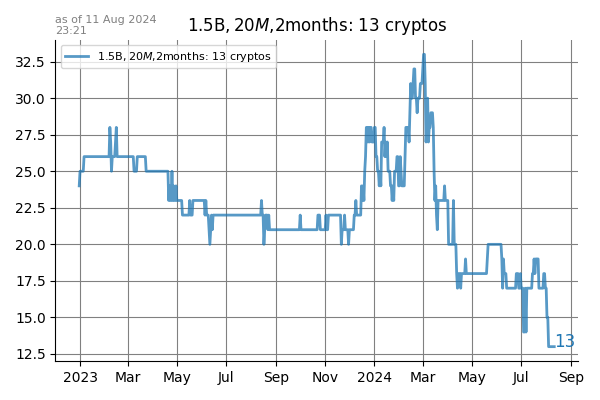 as of 11 Aug 2024
23:21
1.5B, 20M,2months: 13 cryptos
1.5B, 20M,2months: 13 cryptos
32.5
30.0
27.5
25.0
22.5
20.0
17.5
15.0
12.5
13
2023 Mar May Jul Sep Nov 2024 Mar May Jul Sep